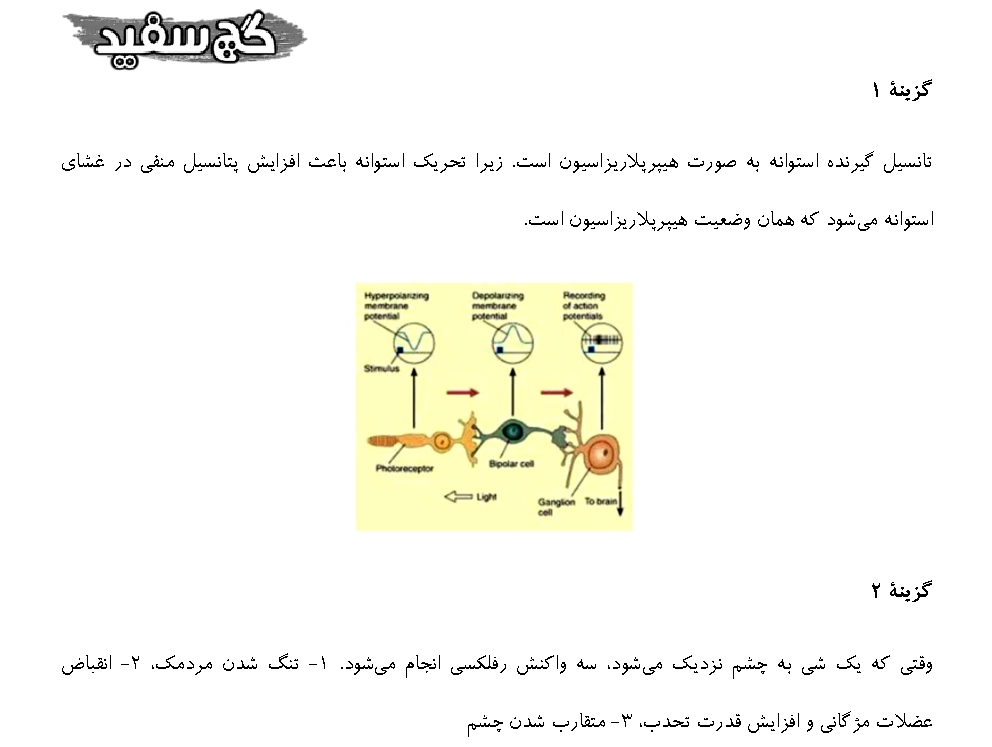 گچ سفید
گزینهٔ ۱
تانسیل گیرنده استوانه به صورت هیپرپلاریزاسیون است. زیرا تحریک استوانه باعث افزایش پتانسیل منفی در غشای
استوانه می‌شود که همان وضعیت هیپرپلاریزاسیون است.
Hyperpolarizing
membrane
potential
Depolarizing
membrane
potential
Recording
of action
potentials
Stimulus
Photoreceptor
Bipolar cell
Light
Ganglion
cell
To brain
گزینهٔ ۲
وقتی که یک شی به چشم نزدیک می‌شود، سه واکنش رفلکسی انجام می‌شود. ۱- تنگ شدن مردمک، ۲- انقباض
عضلات مژگانی و افزایش قدرت تحدب، ۳- متقارب شدن چشم